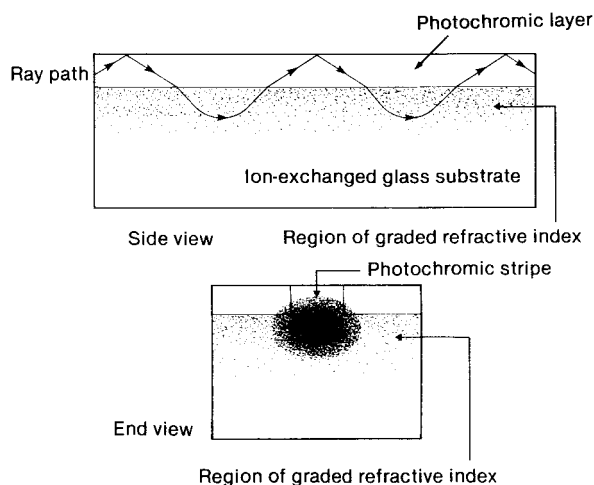 Photochromic layer
Ray path
Ion-exchanged glass substrate
Side view
Region of graded refractive index
Photochromic stripe
End view
Region of graded refractive index